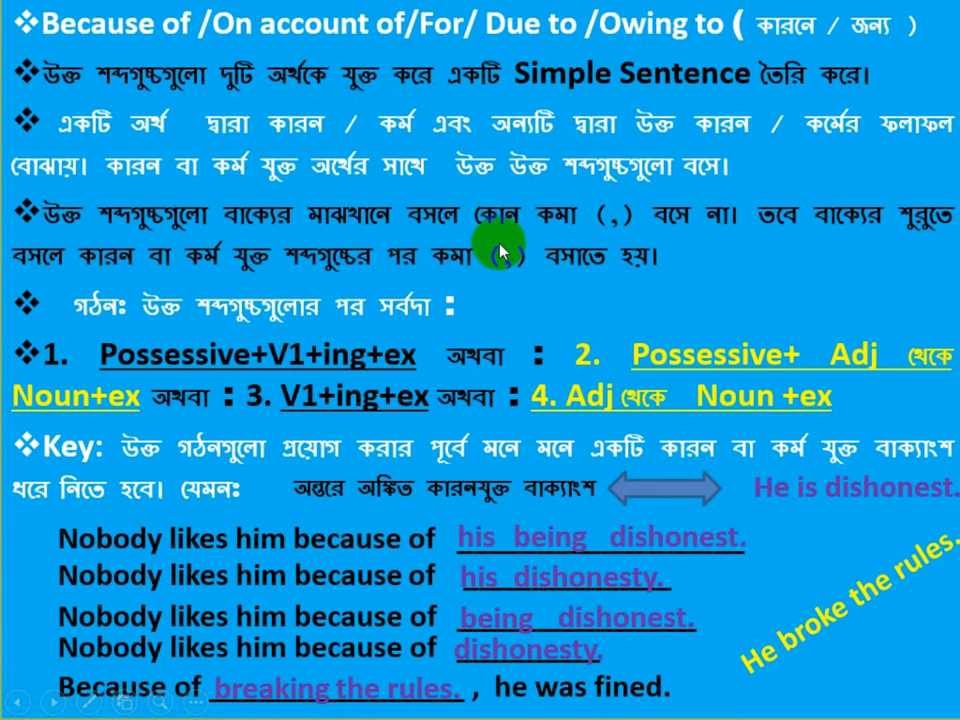 ❖Because of /On account of/For/ Due to /Owing to ( কারনে / জন্য )
❖উক্ত শব্দগুচ্ছগুলো দুটি অর্থকে যুক্ত করে একটি Simple Sentence তৈরি করে।
❖ একটি অর্থ দ্বারা কারন / কর্ম এবং অন্যটি দ্বারা উক্ত কারন / কর্মের ফলাফল
বোঝায়। কারন বা কর্ম যুক্ত অর্থের সাথে উক্ত উক্ত শব্দগুচ্ছগুলো বসে।
❖উক্ত শব্দগুচ্ছগুলো বাক্যের মাঝখানে বসলে কোন কমা (,) বসে না। তবে বাক্যের শুরুতে
বসলে কারন বা কর্ম যুক্ত শব্দগুচ্ছের পর কমা (,) বসাতে হয়।
❖ গঠনঃ উক্ত শব্দগুচ্ছগুলোর পর সর্বদা :
❖1. Possessive+V1+ing+ex অথবা : 2. Possessive+ Adj থেকে
Noun+ex অথবা : 3. V1+ing+ex অথবা : 4. Adj থেকে Noun +ex
❖Key: উক্ত গঠনগুলো প্রয়োগ করার পূর্বে মনে মনে একটি কারন বা কর্ম যুক্ত বাক্যাংশ
ধরে নিতে হবে। যেমনঃ অন্তরে অঙ্কিত কারনযুক্ত বাক্যাংশ He is dishonest.
Nobody likes him because of his being dishonest.
Nobody likes him because of his dishonesty.
Nobody likes him because of being dishonest.
Nobody likes him because of dishonesty.
Because of breaking the rules. , he was fined.
He broke the rules.